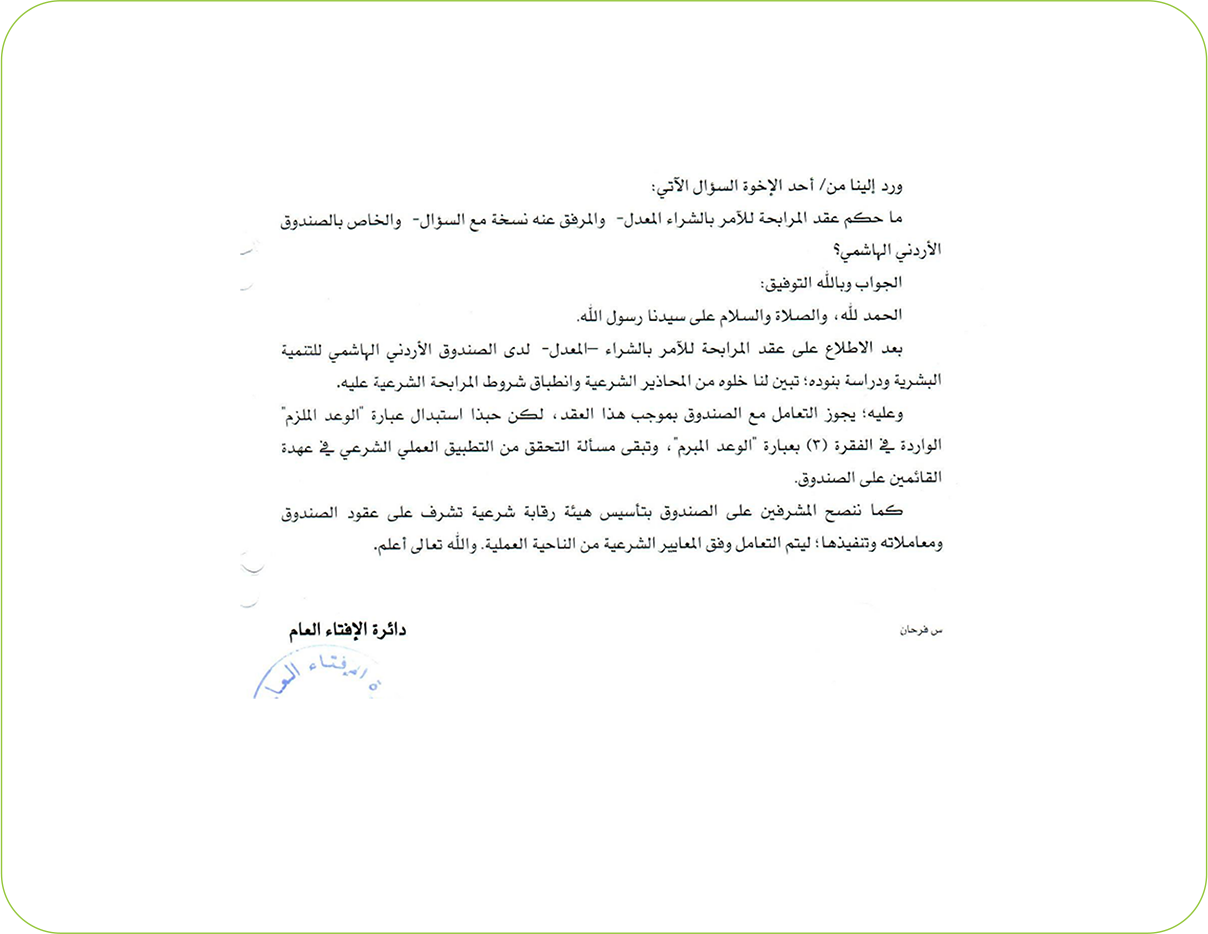 ورد إلينا من/ أحد الإخوة السؤال الآتي:
ما حكم عقد المرابحة للآمر بالشراء المعدل- والمرفق عنه نسخة مع السؤال- والخاص بالصندوق
الأردني الهاشمي؟
الجواب وبالله التوفيق:
الحمد لله، والصلاة والسلام على سيدنا رسول الله.
بعد الاطلاع على عقد المرابحة للآمر بالشراء –المعدل- لدى الصندوق الأردني الهاشمي للتنمية
البشرية ودراسة بنوده؛ تبين لنا خلوه من المحاذير الشرعية وانطباق شروط المرابحة الشرعية عليه.
وعليه؛ يجوز التعامل مع الصندوق بموجب هذا العقد، لكن حبذا استبدال عبارة "الوعد الملزم"
الواردة في الفقرة (٣) بعبارة "الوعد المبرم"، وتبقى مسألة التحقق من التطبيق العملي الشرعي في عهدة
القائمين على الصندوق.
كما ننصح المشرفين على الصندوق بتأسيس هيئة رقابة شرعية تشرف على عقود الصندوق
ومعاملاته وتنفيذها؛ ليتم التعامل وفق المعايير الشرعية من الناحية العملية. والله تعالى أعلم.
س فرحان
دائرة الإفتاء العام
ة الإفتاء العا